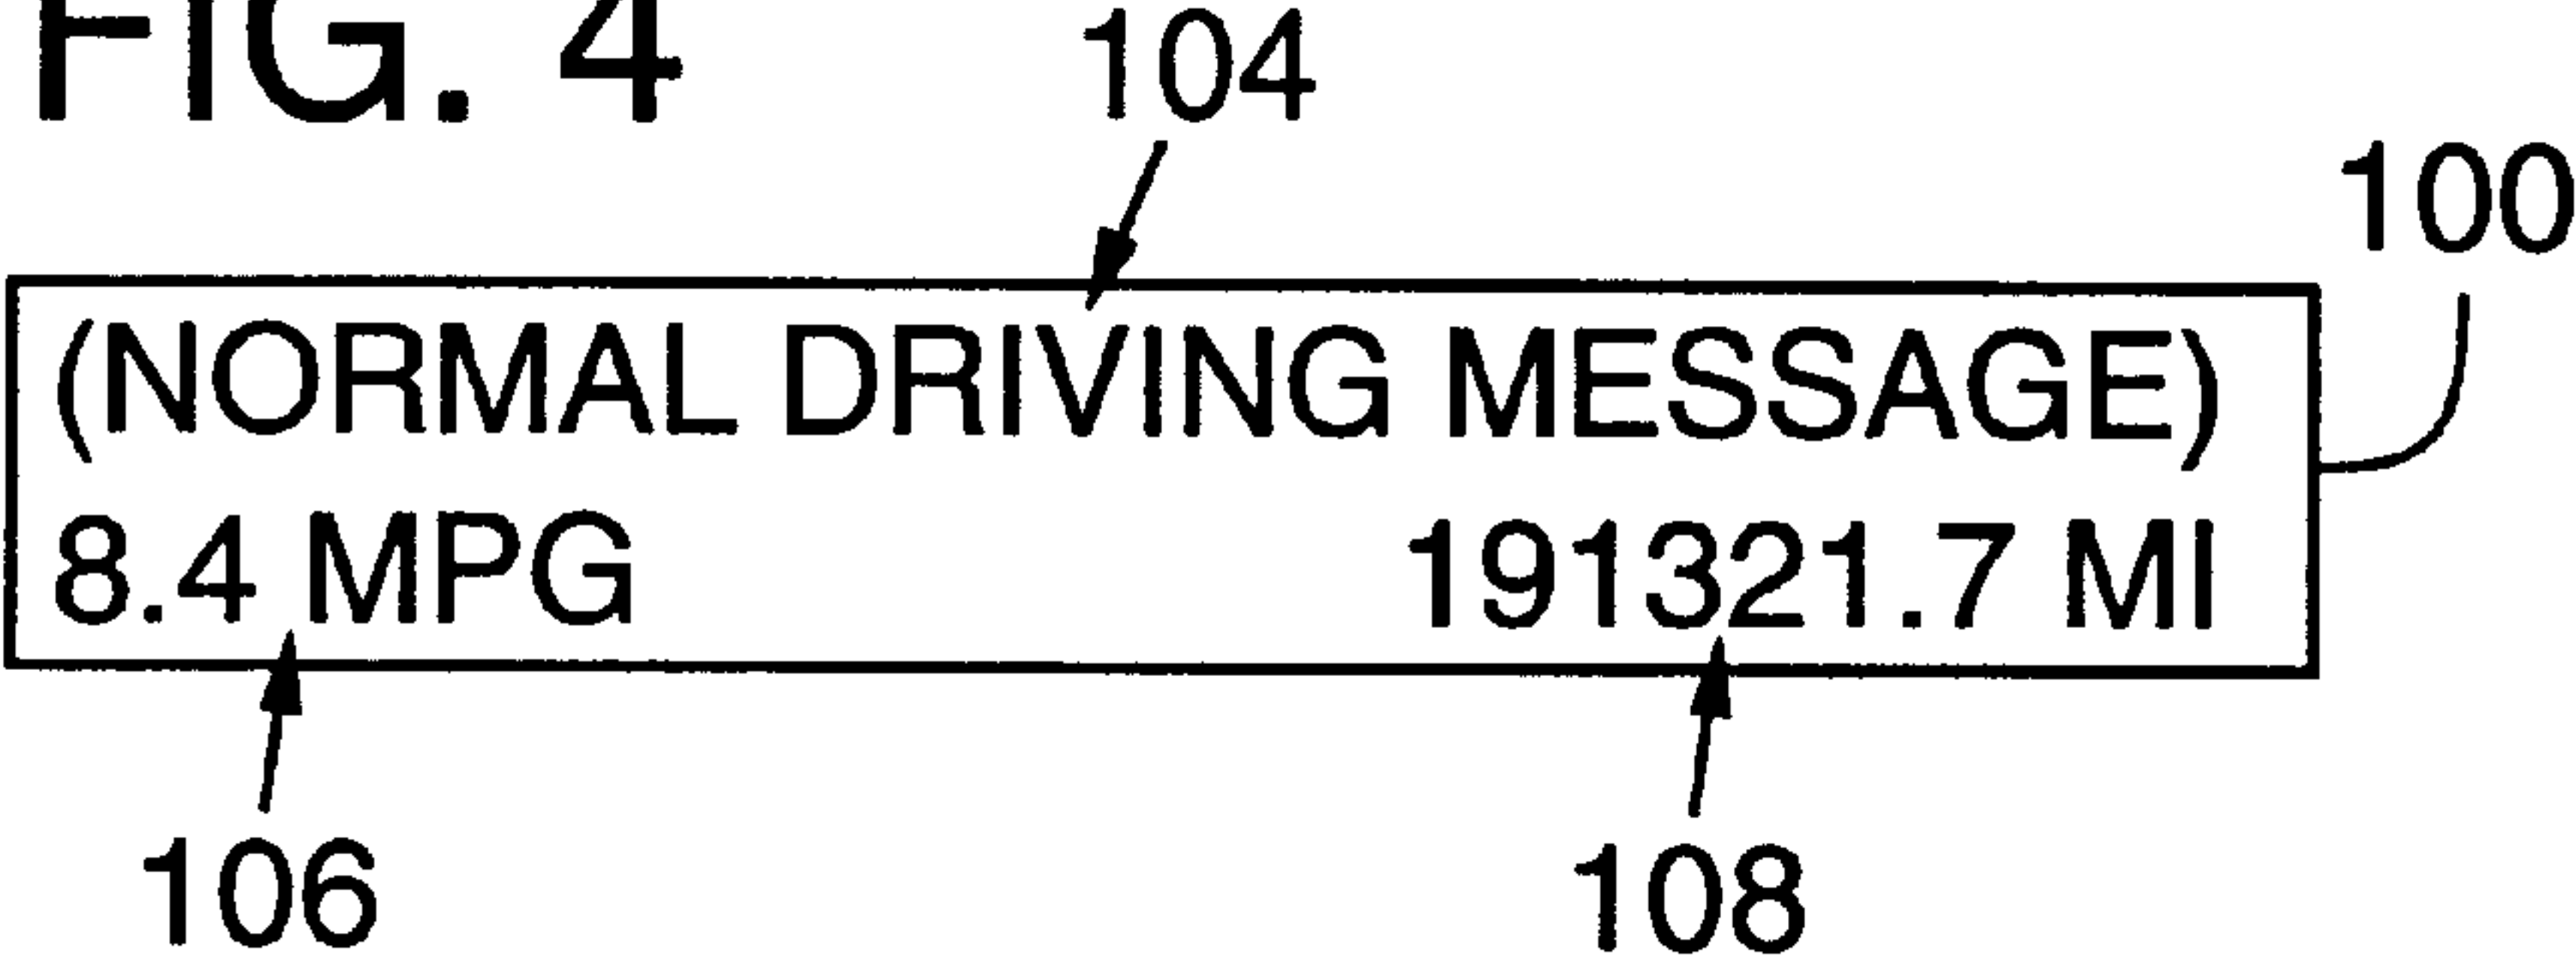 FIG. 4
104
100
(NORMAL DRIVING MESSAGE)
8.4 MPG 191321.7 MI
106 108